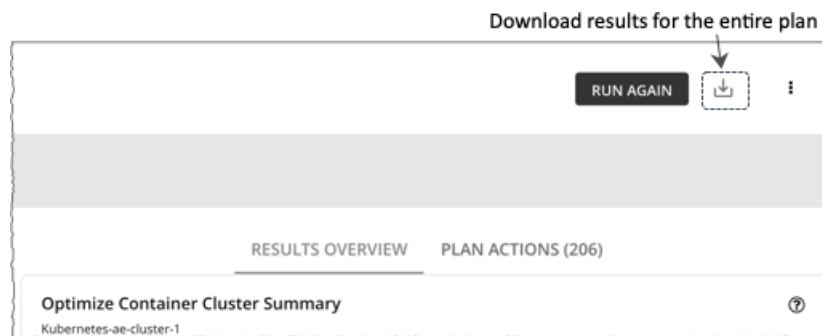 Download results for the entire plan
RUN AGAIN
RESULTS OVERVIEW PLAN ACTIONS (206)
Optimize Container Cluster Summary
Kubernetes-ae-cluster-1